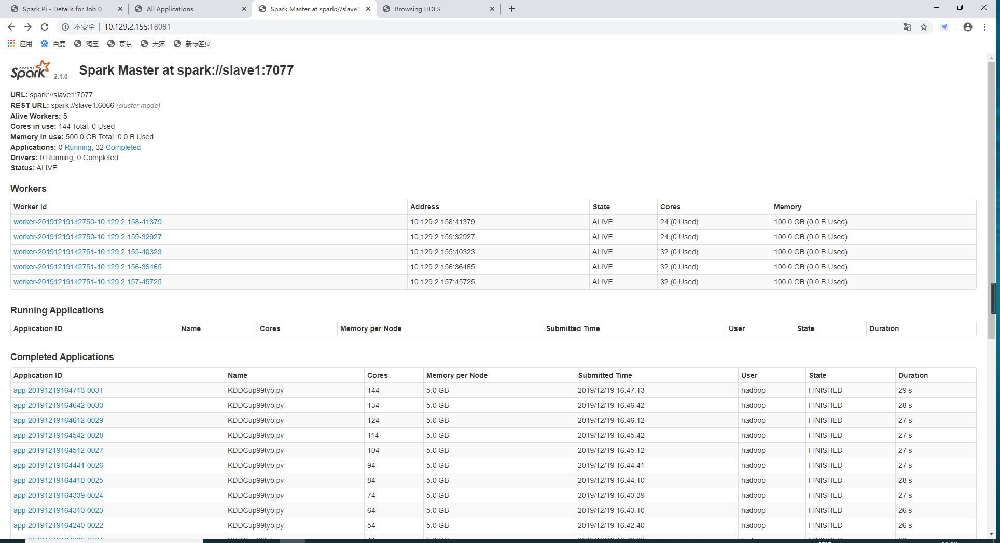 Spark Pi - Details for Job 0 All Applications Spark Master at spark://slave1 Browsing HDFS
不安全 10.129.2.155:18081
应用 百度 淘宝 京东 天猫 新标签页
APACHE Spark 2.1.0 Spark Master at spark://slave1:7077
URL: spark://slave1:7077
REST URL: spark://slave1:6066 (cluster mode)
Alive Workers: 5
Cores in use: 144 Total, 0 Used
Memory in use: 500.0 GB Total, 0.0 B Used
Applications: 0 Running, 32 Completed
Drivers: 0 Running, 0 Completed
Status: ALIVE
Workers
Worker Id Address State Cores Memory
worker-20191219142750-10.129.2.158-41379 10.129.2.158:41379 ALIVE 24 (0 Used) 100.0 GB (0.0 B Used)
worker-20191219142750-10.129.2.159-32927 10.129.2.159:32927 ALIVE 24 (0 Used) 100.0 GB (0.0 B Used)
worker-20191219142751-10.129.2.155-40323 10.129.2.155:40323 ALIVE 32 (0 Used) 100.0 GB (0.0 B Used)
worker-20191219142751-10.129.2.156-36465 10.129.2.156:36465 ALIVE 32 (0 Used) 100.0 GB (0.0 B Used)
worker-20191219142751-10.129.2.157-45725 10.129.2.157:45725 ALIVE 32 (0 Used) 100.0 GB (0.0 B Used)
Running Applications
Application ID Name Cores Memory per Node Submitted Time User State Duration
Completed Applications
Application ID Name Cores Memory per Node Submitted Time User State Duration
app-20191219164713-0031 KDDCup99tyb.py 144 5.0 GB 2019/12/19 16:47:13 hadoop FINISHED 29 s
app-20191219164642-0030 KDDCup99tyb.py 134 5.0 GB 2019/12/19 16:46:42 hadoop FINISHED 28 s
app-20191219164612-0029 KDDCup99tyb.py 124 5.0 GB 2019/12/19 16:46:12 hadoop FINISHED 27 s
app-20191219164542-0028 KDDCup99tyb.py 114 5.0 GB 2019/12/19 16:45:42 hadoop FINISHED 27 s
app-20191219164512-0027 KDDCup99tyb.py 104 5.0 GB 2019/12/19 16:45:12 hadoop FINISHED 27 s
app-20191219164441-0026 KDDCup99tyb.py 94 5.0 GB 2019/12/19 16:44:41 hadoop FINISHED 27 s
app-20191219164410-0025 KDDCup99tyb.py 84 5.0 GB 2019/12/19 16:44:10 hadoop FINISHED 28 s
app-20191219164339-0024 KDDCup99tyb.py 74 5.0 GB 2019/12/19 16:43:39 hadoop FINISHED 27 s
app-20191219164310-0023 KDDCup99tyb.py 64 5.0 GB 2019/12/19 16:43:10 hadoop FINISHED 26 s
app-20191219164240-0022 KDDCup99tyb.py 54 5.0 GB 2019/12/19 16:42:40 hadoop FINISHED 26 s